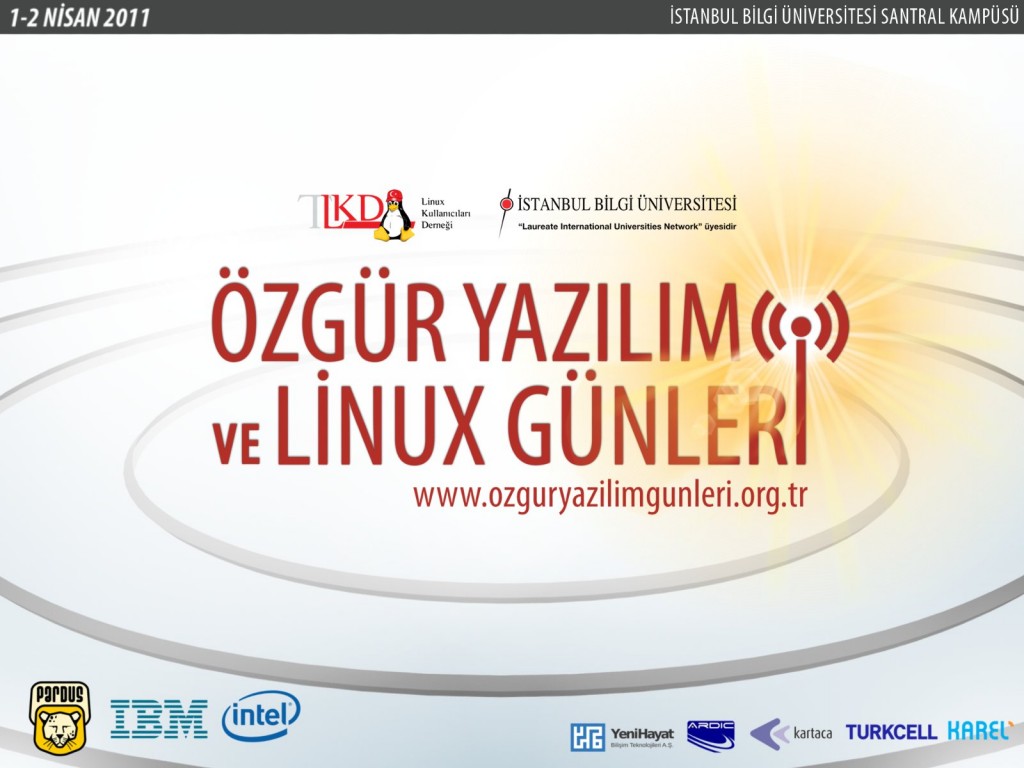 1-2 NİSAN 2011
İSTANBUL BİLGİ ÜNİVERSİTESİ SANTRAL KAMPÜSÜ
TLKD
Linux
Kullanıcıları
Derneği
İSTANBUL BİLGİ ÜNİVERSİTESİ
"Laureate International Universities Network" üyesidir
ÖZGÜR YAZILIM
VE LİNUX GÜNLERİ
www.ozguryazilimgunleri.org.tr
PARDUS
IBM
intel
YeniHayat
Bilişim Teknolojileri A.Ş.
ARDIC
kartaca
TURKCELL
KAREL